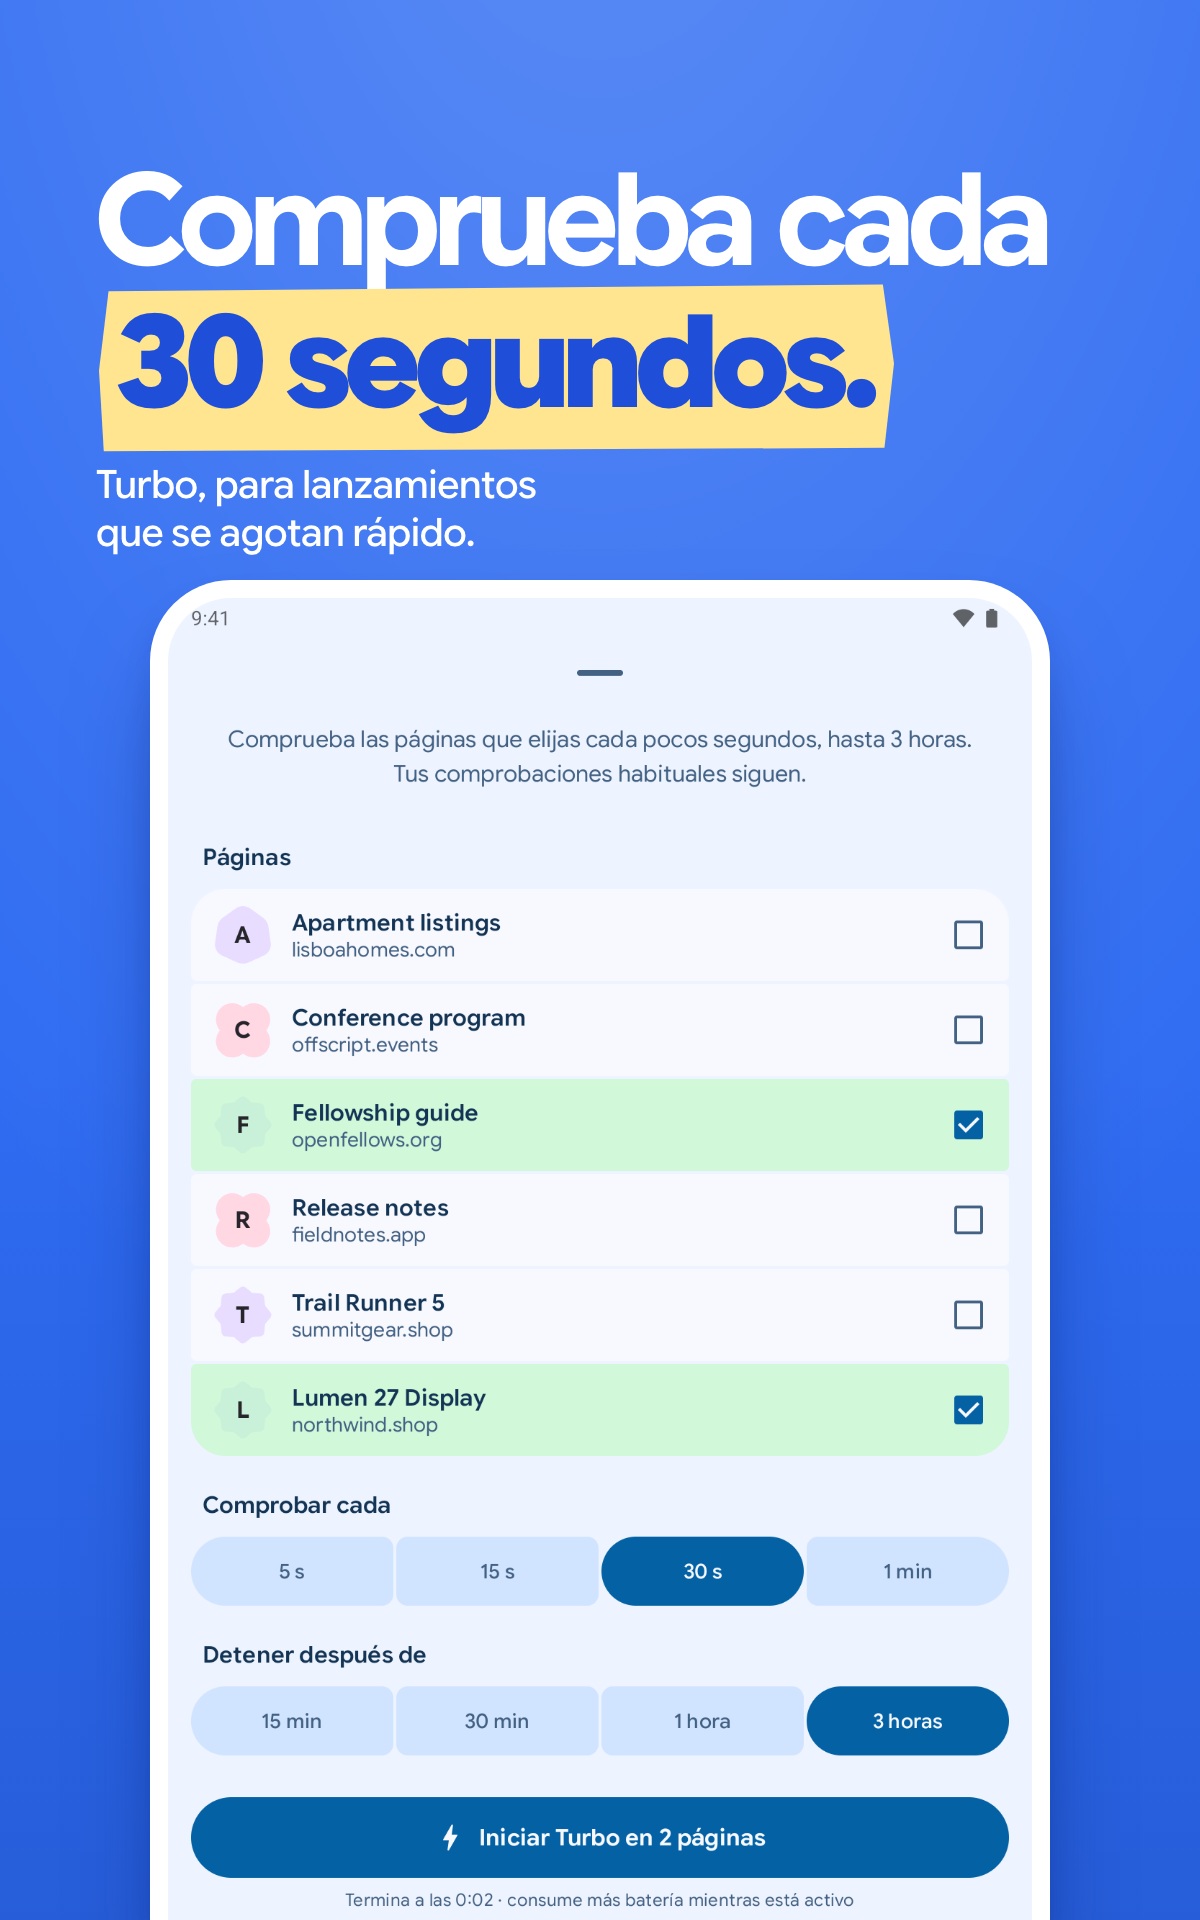 Comprueba cada
30 segundos.
Turbo, para lanzamientos
que se agotan rápido.
9:41
Comprueba las páginas que elijas cada pocos segundos, hasta 3 horas.
Tus comprobaciones habituales siguen.
Páginas
A
Apartment listings
lisboahomes.com
C
Conference program
offscript.events
F
Fellowship guide
openfellows.org
R
Release notes
fieldnotes.app
T
Trail Runner 5
summitgear.shop
L
Lumen 27 Display
northwind.shop
Comprobar cada
5 s 15 s 30 s 1 min
Detener después de
15 min 30 min 1 hora 3 horas
Iniciar Turbo en 2 páginas
Termina a las 0:02 · consume más batería mientras está activo